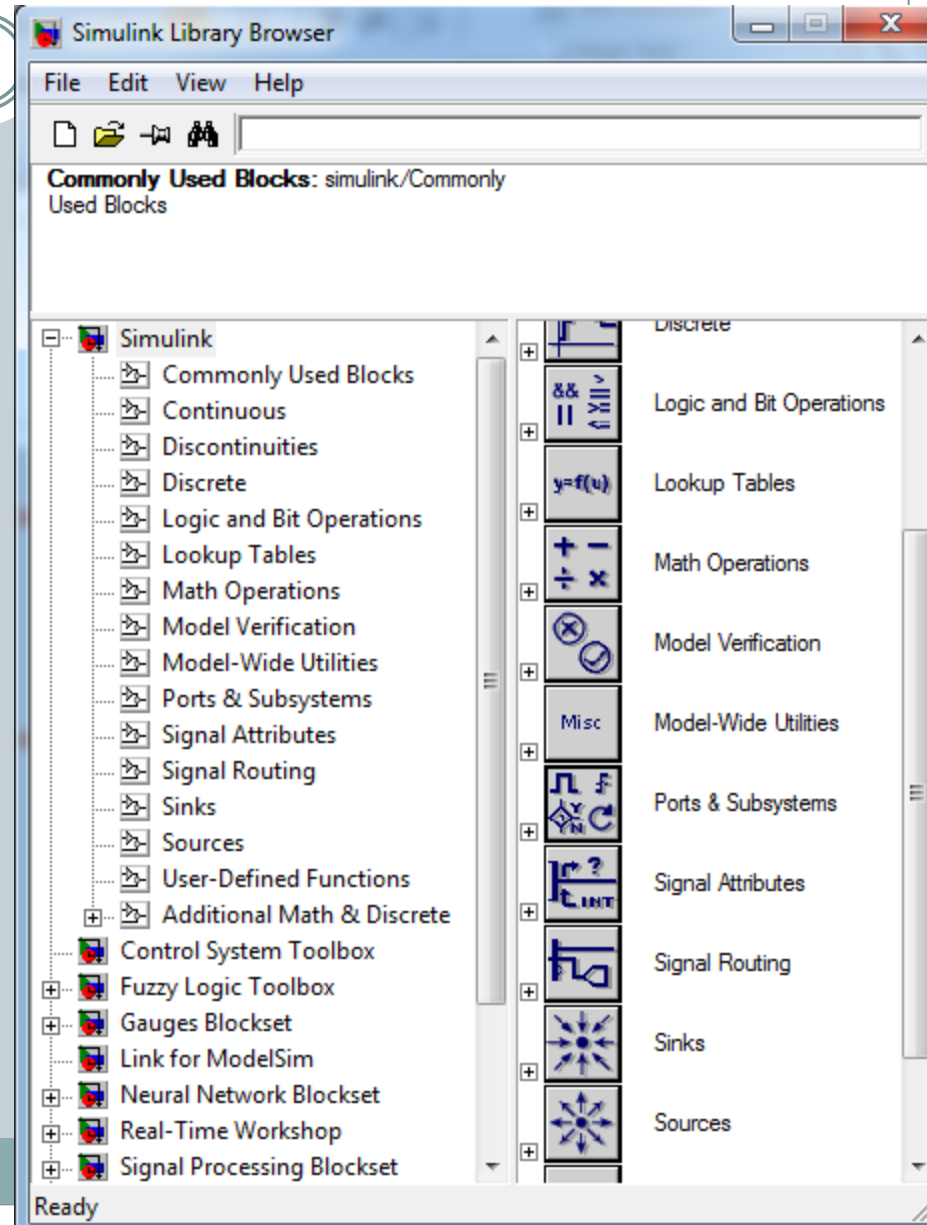 Simulink Library Browser
File Edit View Help
Commonly Used Blocks: simulink/Commonly
Used Blocks
Simulink
Commonly Used Blocks
Continuous
Discontinuities
Discrete
Logic and Bit Operations
Lookup Tables
Math Operations
Model Verification
Model-Wide Utilities
Ports & Subsystems
Signal Attributes
Signal Routing
Sinks
Sources
User-Defined Functions
Additional Math & Discrete
Control System Toolbox
Fuzzy Logic Toolbox
Gauges Blockset
Link for ModelSim
Neural Network Blockset
Real-Time Workshop
Signal Processing Blockset
Discrete
&& > = || >= <= Logic and Bit Operations
y=f(u) Lookup Tables
+ − ÷ × Math Operations
Model Verification
Misc Model-Wide Utilities
Y N Ports & Subsystems
? INT Signal Attributes
Signal Routing
Sinks
Sources
Ready